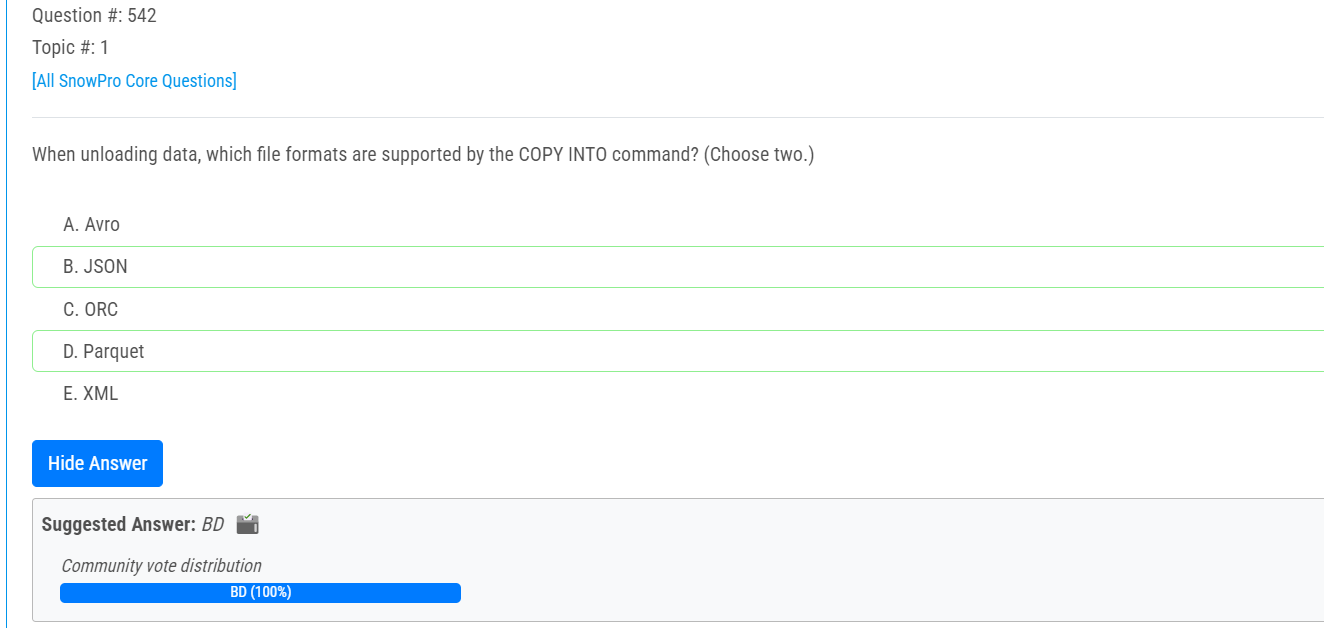 Question #: 542
Topic #: 1
[All SnowPro Core Questions]
When unloading data, which file formats are supported by the COPY INTO command? (Choose two.)
A. Avro
B. JSON
C. ORC
D. Parquet
E. XML
Hide Answer
Suggested Answer: BD
Community vote distribution
BD (100%)